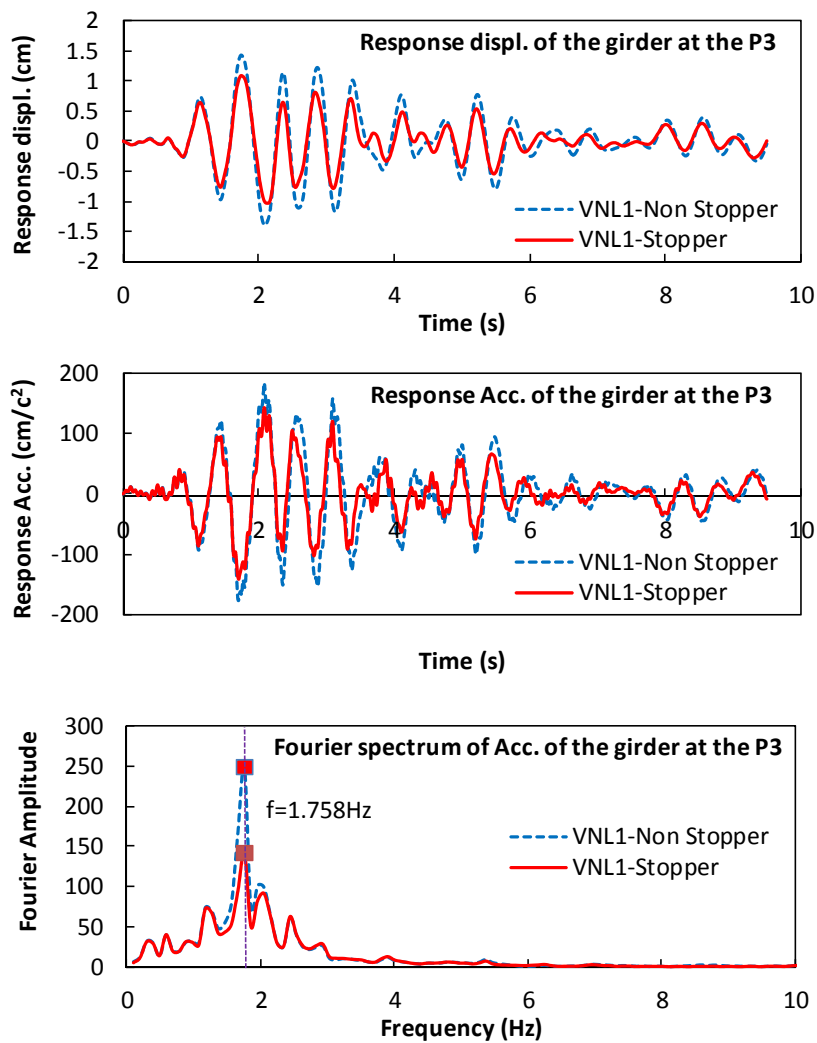 Response displ. of the girder at the P3
Response displ. (cm)
2
1.5
1
0.5
0
-0.5
-1
-1.5
-2
VNL1-Non Stopper
VNL1-Stopper
0 2 4 6 8 10
Time (s)
Response Acc. of the girder at the P3
Response Acc. (cm/c²)
200
100
0
-100
-200
0 2 4 6 8 10
VNL1-Non Stopper
VNL1-Stopper
Time (s)
Fourier spectrum of Acc. of the girder at the P3
Fourier Amplitude
300
250
200
150
100
50
0
f=1.758Hz
VNL1-Non Stopper
VNL1-Stopper
0 2 4 6 8 10
Frequency (Hz)